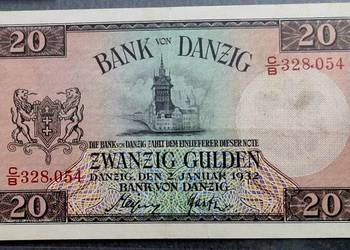 20 20
BANK VON DANZIG
C/B 328,054
DIE BANK VON DANZIG ZAHLT DEM EINLIEFERER DIESER NOTE
ZWANZIG GULDEN
C/B 328,054
DANZIG, DEN 2. JANUAR 1932
BANK VON DANZIG
20 20